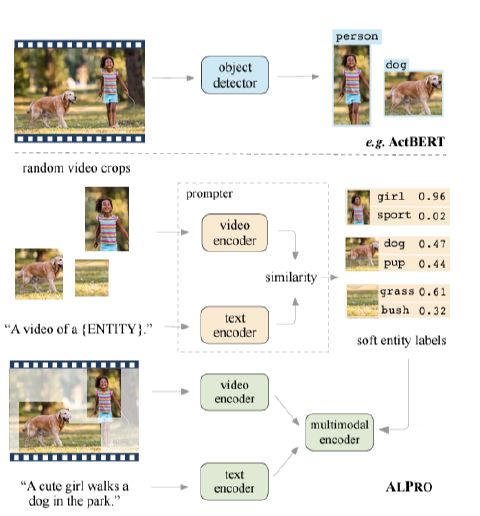 person
object
detector
dog
e.g. ActBERT
random video crops
prompter
video
encoder
similarity
text
encoder
"A video of a {ENTITY}."
girl 0.96
sport 0.02
dog 0.47
pup 0.44
grass 0.61
bush 0.32
soft entity labels
video
encoder
multimodal
encoder
text
encoder
"A cute girl walks a
dog in the park."
ALPRO